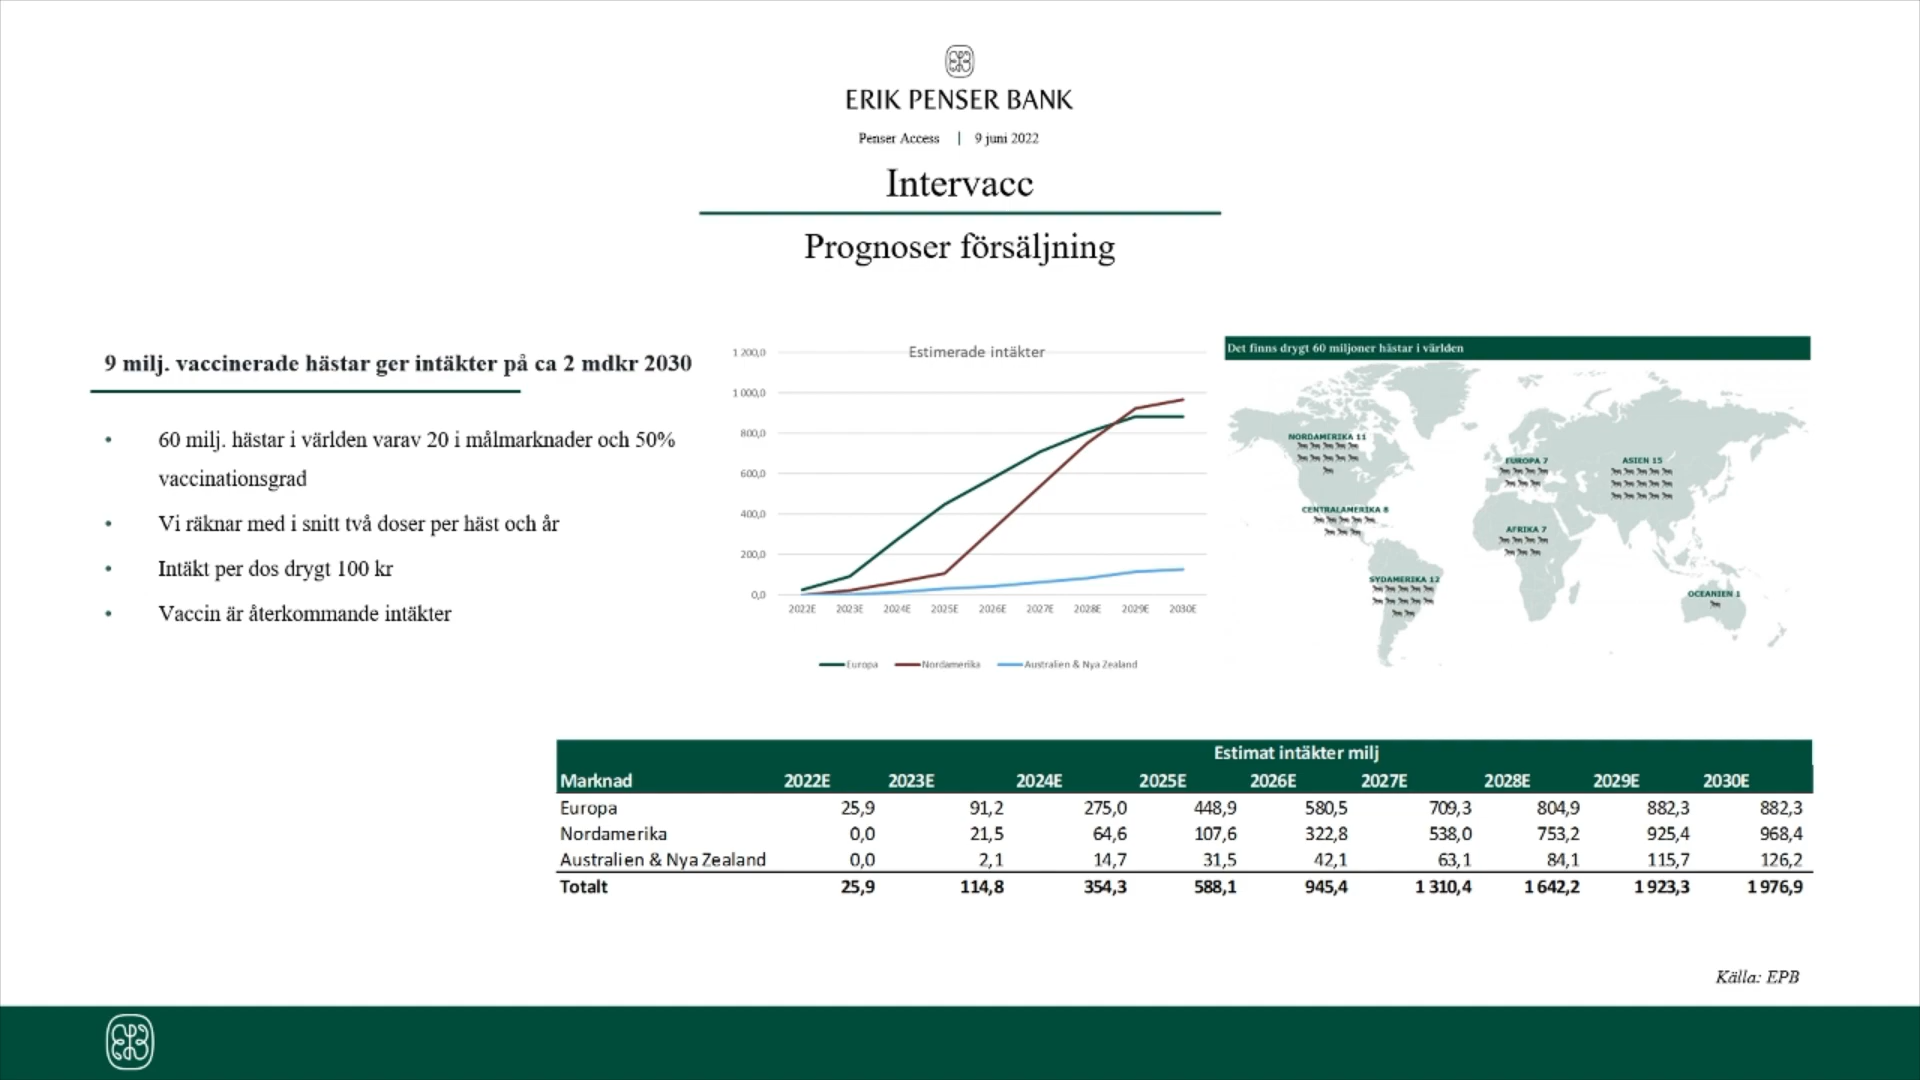 ERIK PENSER BANK
Penser Access | 9 juni 2022
Intervacc
Prognoser försäljning
9 milj. vaccinerade hästar ger intäkter på ca 2 mdkr 2030
• 60 milj. hästar i världen varav 20 i målmarknader och 50%
vaccinationsgrad
• Vi räknar med i snitt två doser per häst och år
• Intäkt per dos drygt 100 kr
• Vaccin är återkommande intäkter
Estimerade intäkter
1 200,0
1 000,0
800,0
600,0
400,0
200,0
0,0
2022E 2023E 2024E 2025E 2026E 2027E 2028E 2029E 2030E
Europa Nordamerika Australien & Nya Zealand
Det finns drygt 60 miljoner hästar i världen
NORDAMERIKA 11
EUROPA 7
ASIEN 15
CENTRALAMERIKA 8
AFRIKA 7
SYDAMERIKA 12
OCEANIEN 1
Estimat intäkter milj
Marknad 2022E 2023E 2024E 2025E 2026E 2027E 2028E 2029E 2030E
Europa 25,9 91,2 275,0 448,9 580,5 709,3 804,9 882,3 882,3
Nordamerika 0,0 21,5 64,6 107,6 322,8 538,0 753,2 925,4 968,4
Australien & Nya Zealand 0,0 2,1 14,7 31,5 42,1 63,1 84,1 115,7 126,2
Totalt 25,9 114,8 354,3 588,1 945,4 1 310,4 1 642,2 1 923,3 1 976,9
Källa: EPB